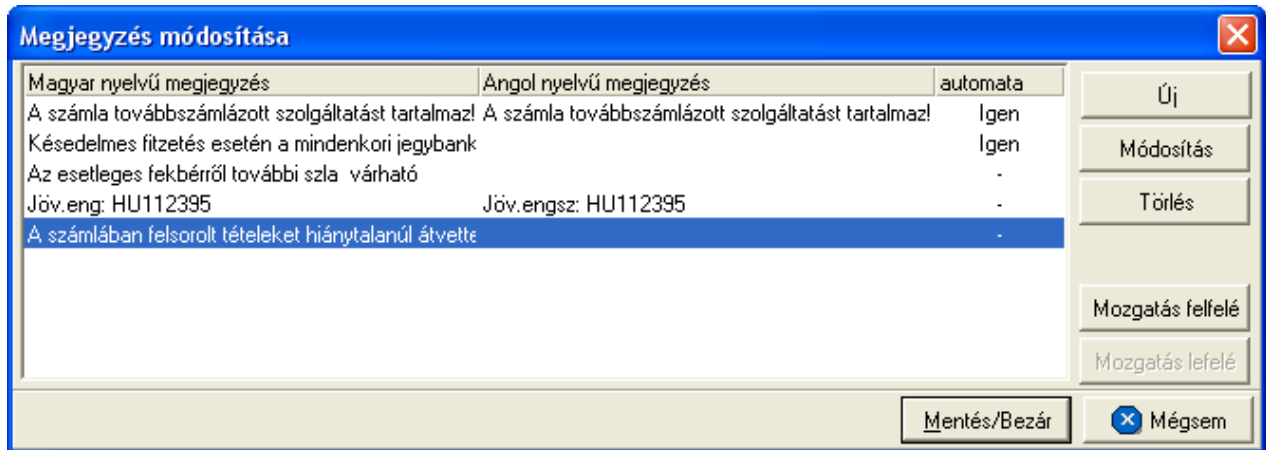 Megjegyzés módosítása
Magyar nyelvű megjegyzés Angol nyelvű megjegyzés automata
A számla továbbszámlázott szolgáltatást tartalmaz! A számla továbbszámlázott szolgáltatást tartalmaz! Igen
Késedelmes fitzetés esetén a mindenkori jegybank Igen
Az esetleges fekbérről további szla várható -
Jöv.eng: HU112395 Jöv.engsz: HU112395 -
A számlában felsorolt tételeket hiánytalanúl átvette -
Új
Módosítás
Törlés
Mozgatás felfelé
Mozgatás lefelé
Mentés/Bezár Mégsem